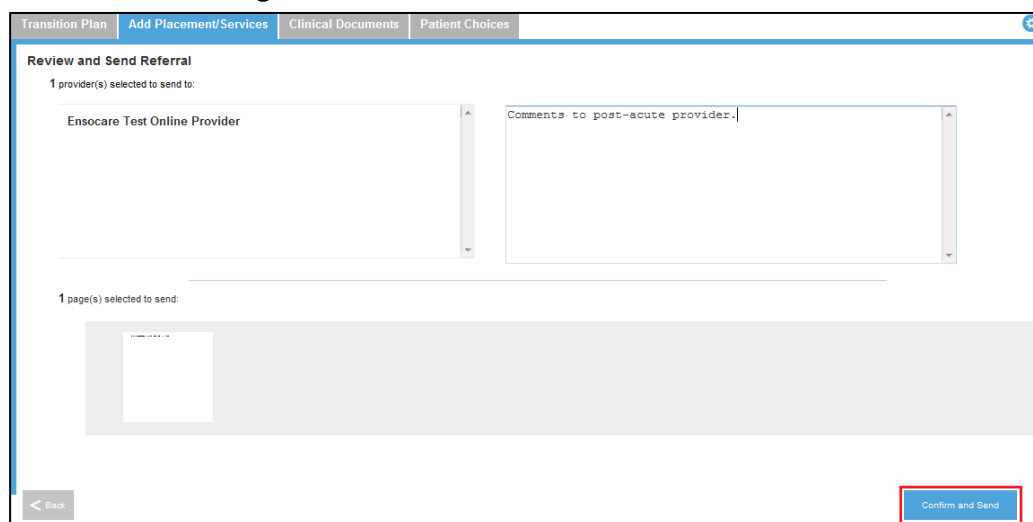 Transition Plan Add Placement/Services Clinical Documents Patient Choices
Review and Send Referral
1 provider(s) selected to send to:
Ensocare Test Online Provider
Comments to post-acute provider.
1 page(s) selected to send:
< Back
Confirm and Send